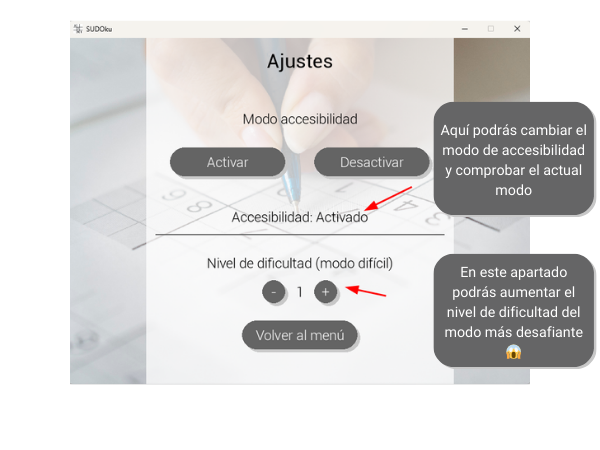 SUDOku
Ajustes
Modo accesibilidad
Activar
Desactivar
Accesibilidad: Activado
Nivel de dificultad (modo difícil)
- 1 +
Volver al menú
Aquí podrás cambiar el
modo de accesibilidad
y comprobar el actual
modo
En este apartado
podrás aumentar el
nivel de dificultad del
modo más desafiante
😱